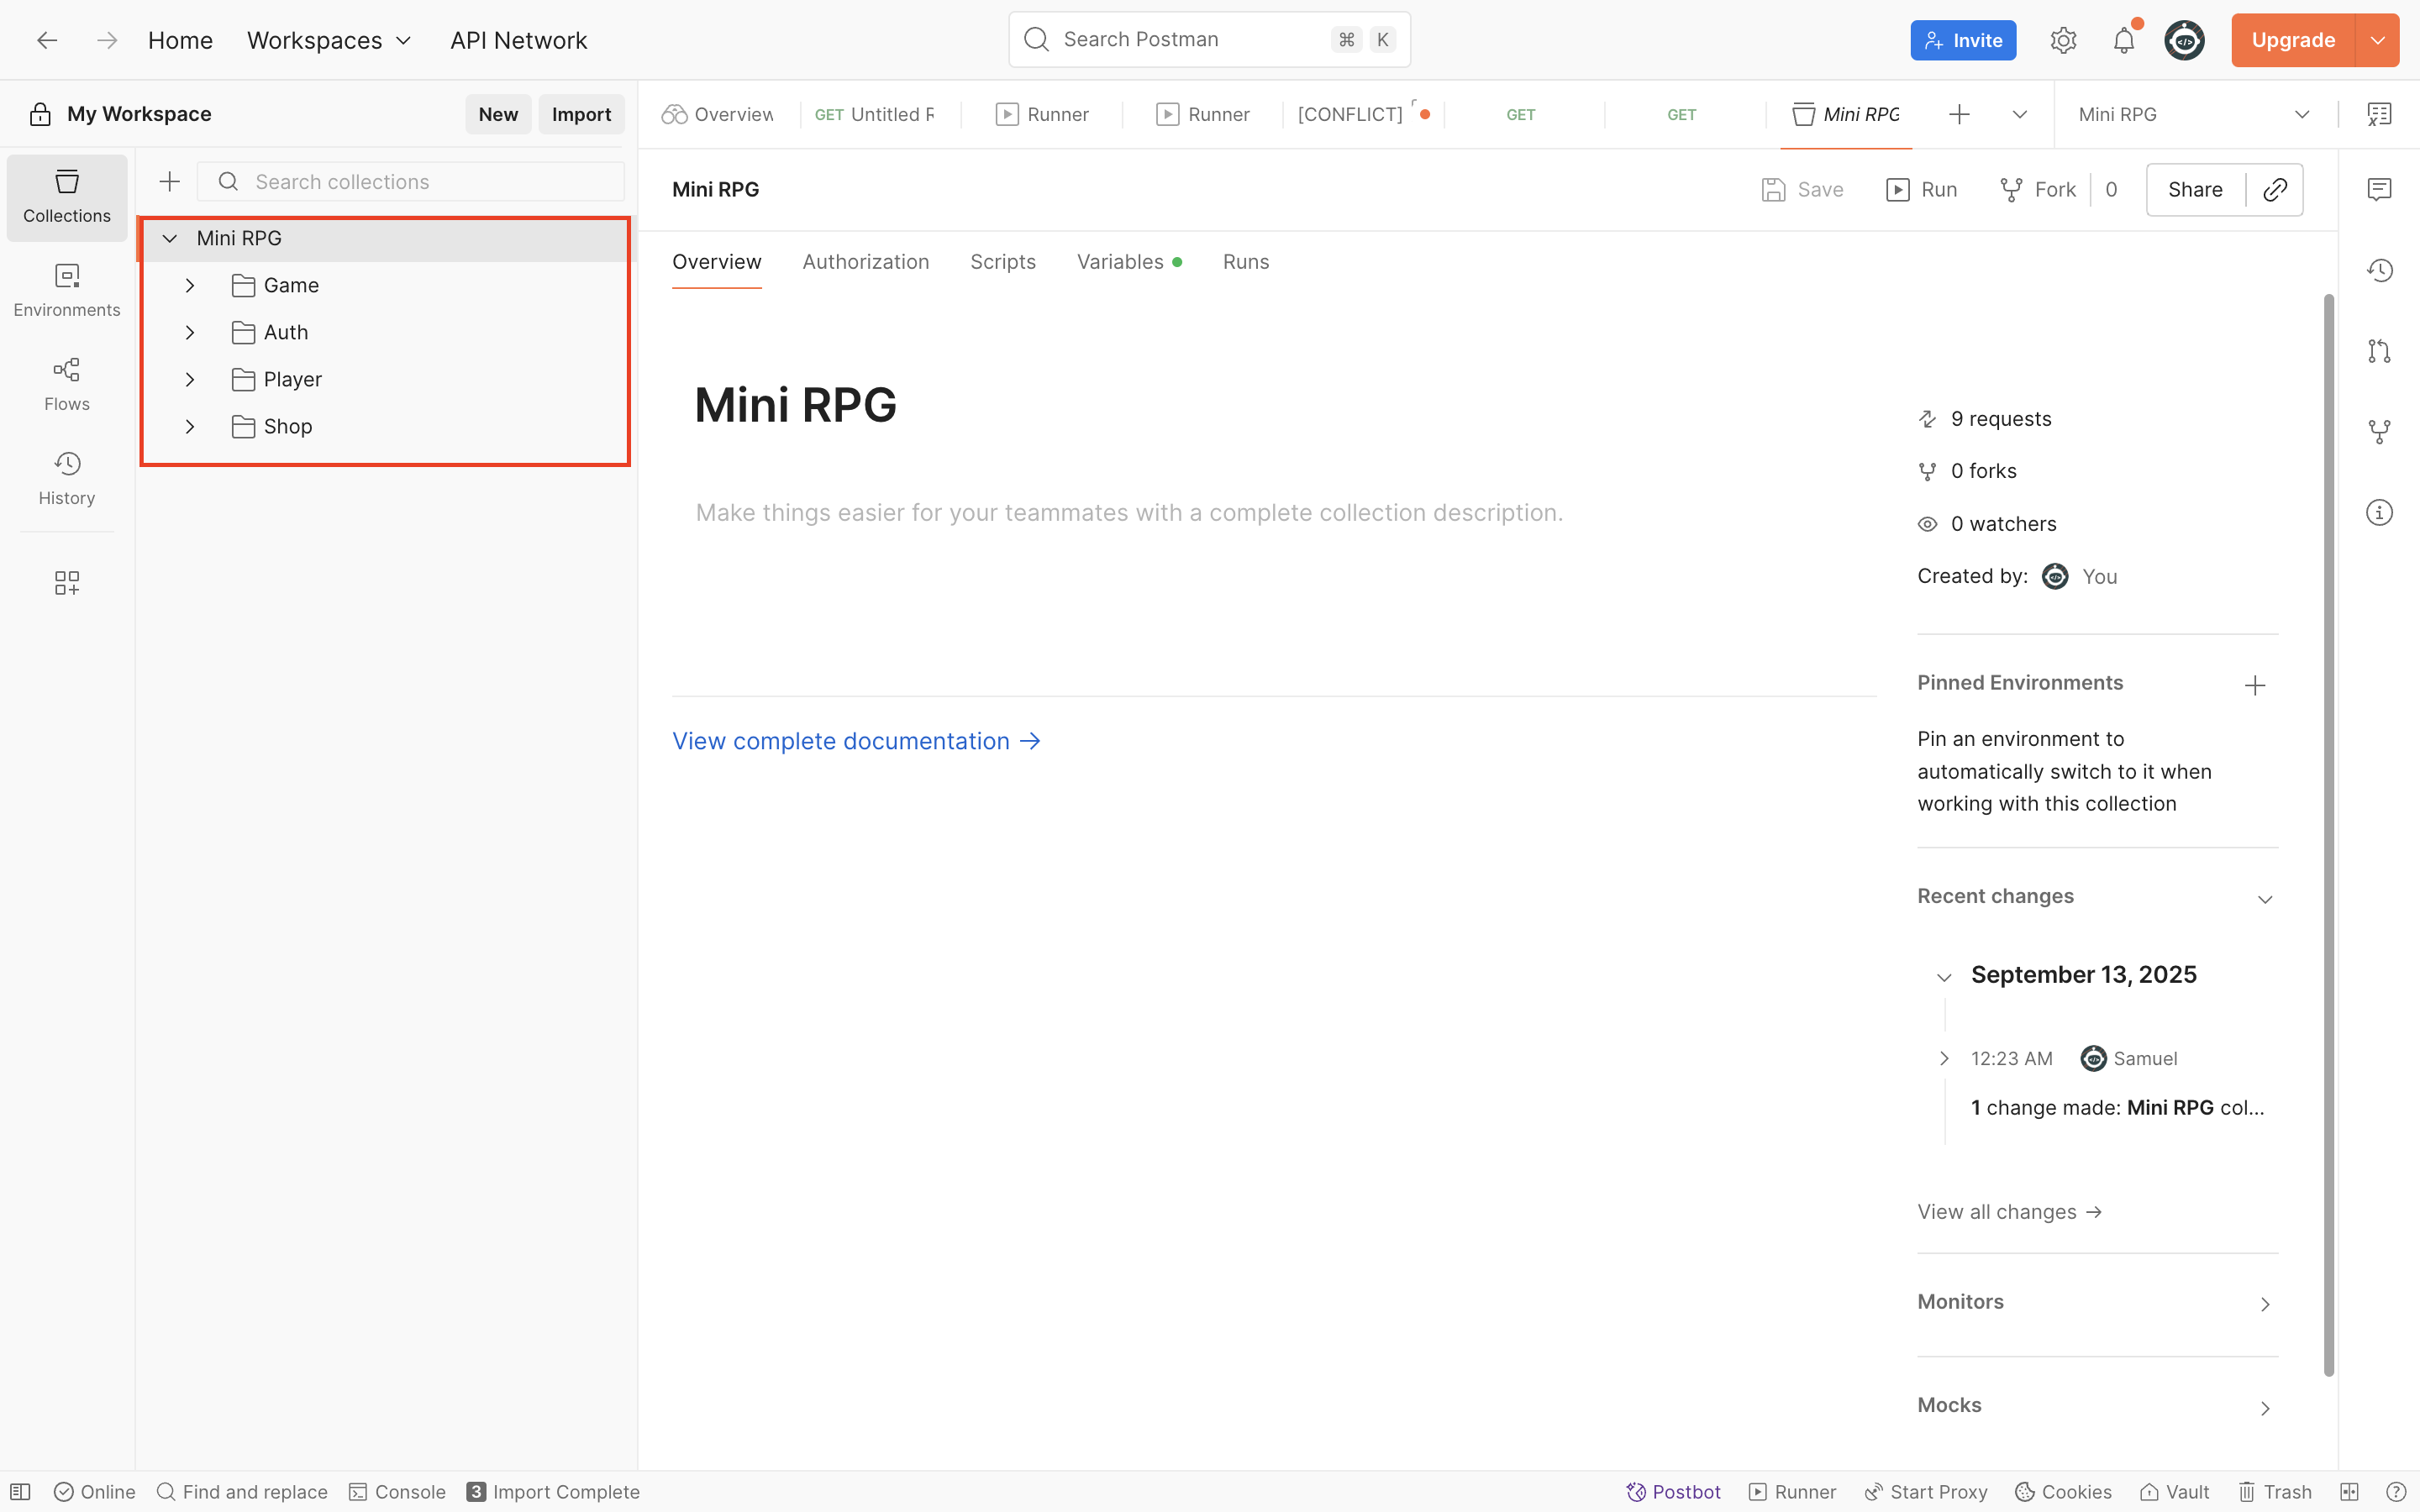 Home Workspaces API Network Search Postman ⌘ K Invite Upgrade
My Workspace New Import
Overview GET Untitled R Runner Runner [CONFLICT] GET GET Mini RPG Mini RPG
Collections
Environments
Flows
History
Search collections
Mini RPG
Game
Auth
Player
Shop
Mini RPG Save Run Fork 0 Share
Overview Authorization Scripts Variables Runs
Mini RPG
Make things easier for your teammates with a complete collection description.
View complete documentation →
9 requests
0 forks
0 watchers
Created by: You
Pinned Environments
Pin an environment to
automatically switch to it when
working with this collection
Recent changes
September 13, 2025
12:23 AM Samuel
1 change made: Mini RPG col...
View all changes →
Monitors
Mocks
Online Find and replace Console 3 Import Complete Postbot Runner Start Proxy Cookies Vault Trash